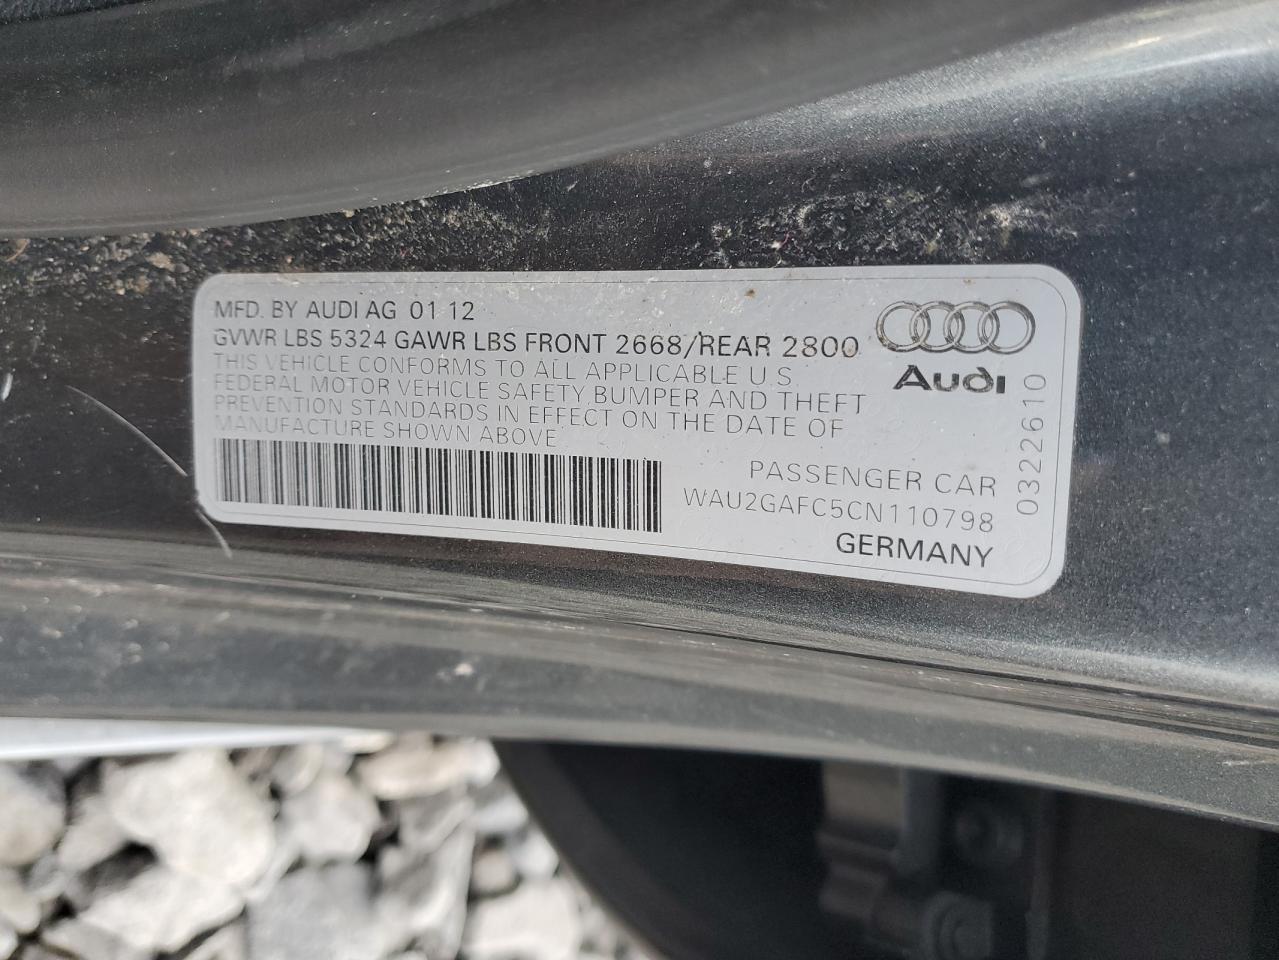 MFD. BY AUDI AG 01 12
GVWR LBS 5324 GAWR LBS FRONT 2668/REAR 2800
THIS VEHICLE CONFORMS TO ALL APPLICABLE U.S.
FEDERAL MOTOR VEHICLE SAFETY BUMPER AND THEFT
PREVENTION STANDARDS IN EFFECT ON THE DATE OF
MANUFACTURE SHOWN ABOVE
Audi
PASSENGER CAR
WAU2GAFC5CN110798
GERMANY
0322610